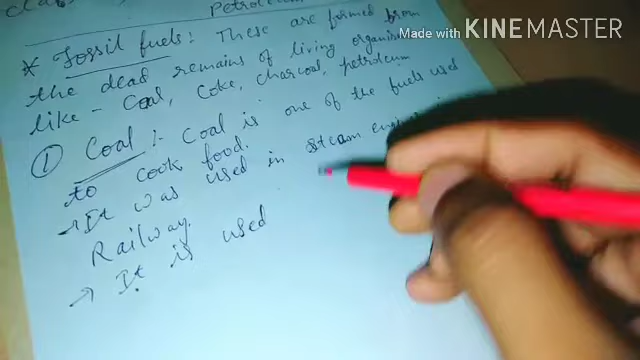 Petroleum
Made with KINEMASTER
* Fossil fuels: These are formed from
the dead remains of living organism
like - Coal, Coke, charcoal, petroleum
① Coal :- Coal is one of the fuels used
to cook food.
→ It was used in steam
Railway.
→ It is used